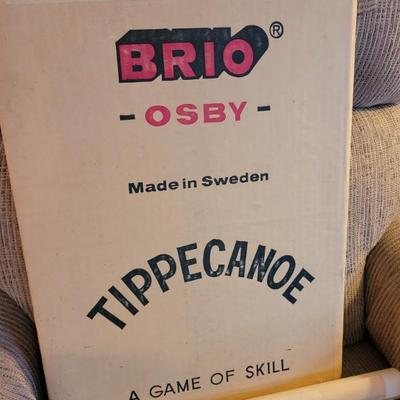 BRIO®
- OSBY -
Made in Sweden
TIPPECANOE
A GAME OF SKILL